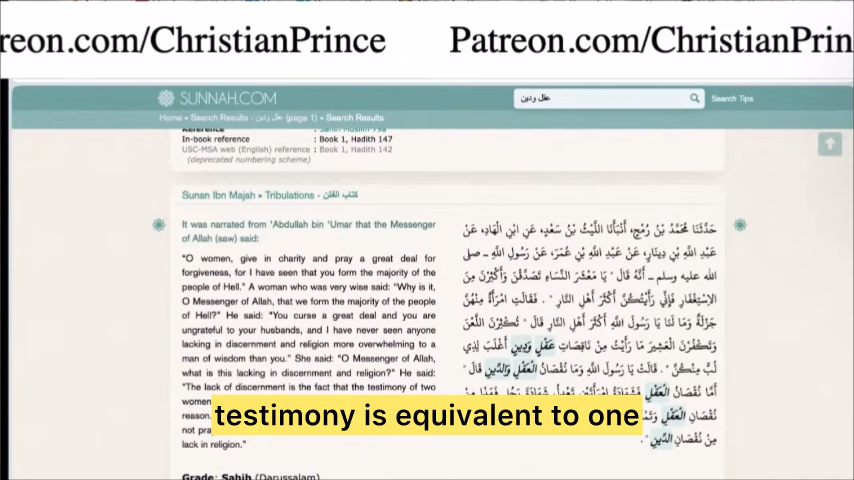 reon.com/ChristianPrince Patreon.com/ChristianPrin
SUNNAH.COM
عقل ودين
Search Tips
Home » Search Results - عقل ودين (page 1) » Search Results
Reference : Sahih Muslim 79a
In-book reference : Book 1, Hadith 147
USC-MSA web (English) reference : Book 1, Hadith 142
(deprecated numbering scheme)
Sunan Ibn Majah » Tribulations - كتاب الفتن
It was narrated from 'Abdullah bin 'Umar that the Messenger
of Allah (saw) said:
"O women, give in charity and pray a great deal for
forgiveness, for I have seen that you form the majority of the
people of Hell." A woman who was very wise said: "Why is it,
O Messenger of Allah, that we form the majority of the people
of Hell?" He said: "You curse a great deal and you are
ungrateful to your husbands, and I have never seen anyone
lacking in discernment and religion more overwhelming to a
man of wisdom than you." She said: "O Messenger of Allah,
what is this lacking in discernment and religion?" He said:
"The lack of discernment is the fact that the testimony of two
women
reason.
not pra
lack in religion."
Grade: Sahih (Darussalam)
حَدَّثَنَا مُحَمَّدُ بْنُ رُمْحٍ، أَنْبَأَنَا اللَّيْثُ بْنُ سَعْدٍ، عَنِ ابْنِ الْهَادِ، عَنْ
عَبْدِ اللَّهِ بْنِ دِينَارٍ، عَنْ عَبْدِ اللَّهِ بْنِ عُمَرَ، عَنْ رَسُولِ اللَّهِ ـ صلى
الله عليه وسلم ـ أَنَّهُ قَالَ " يَا مَعْشَرَ النِّسَاءِ تَصَدَّقْنَ وَأَكْثِرْنَ مِنَ
الاِسْتِغْفَارِ فَإِنِّي رَأَيْتُكُنَّ أَكْثَرَ أَهْلِ النَّارِ " . فَقَالَتِ امْرَأَةٌ مِنْهُنَّ
جَزْلَةٌ وَمَا لَنَا يَا رَسُولَ اللَّهِ أَكْثَرَ أَهْلِ النَّارِ قَالَ " تُكْثِرْنَ اللَّعْنَ
وَتَكْفُرْنَ الْعَشِيرَ مَا رَأَيْتُ مِنْ نَاقِصَاتِ عَقْلٍ وَدِينٍ أَغْلَبَ لِذِي
لُبٍّ مِنْكُنَّ " . قَالَتْ يَا رَسُولَ اللَّهِ وَمَا نُقْصَانُ الْعَقْلِ وَالدِّينِ قَالَ "
أَمَّا نُقْصَانُ الْعَقْلِ فَشَهَادَةُ امْرَأَتَيْنِ تَعْدِلُ شَهَادَةَ رَجُلٍ فَهَذَا مِنْ
نُقْصَانِ الْعَقْلِ
مِنْ نُقْصَانِ الدِّينِ " .
testimony is equivalent to one